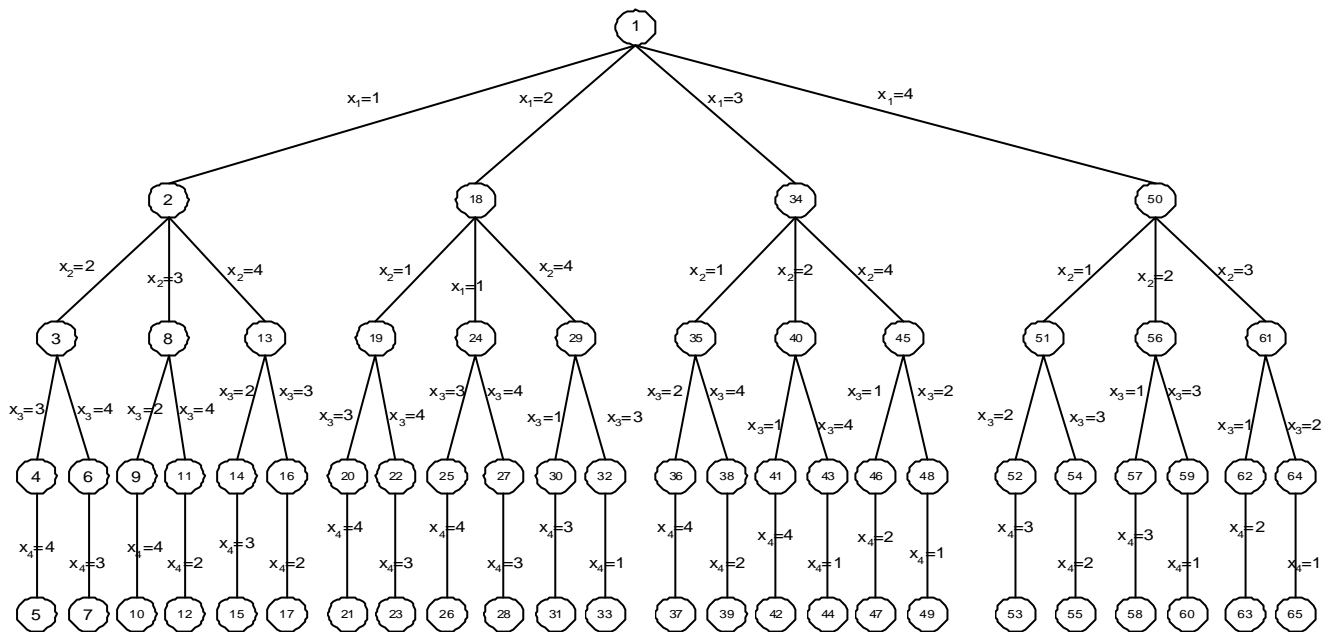 1
x1=1 x1=2 x1=3 x1=4
2 18 34 50
x2=2 x2=3 x2=4 x2=1 x1=1 x2=4 x2=1 x2=2 x2=4 x2=1 x2=2 x2=3
3 8 13 19 24 29 35 40 45 51 56 61
x3=3 x3=4 x3=2 x3=4 x3=2 x3=3 x3=3 x3=4 x3=3 x3=4 x3=1 x3=3 x3=2 x3=4 x3=1 x3=4 x3=1 x3=2 x3=2 x3=3 x3=1 x3=3 x3=1 x3=2
4 6 9 11 14 16 20 22 25 27 30 32 36 38 41 43 46 48 52 54 57 59 62 64
x4=4 x4=3 x4=4 x4=2 x4=3 x4=2 x4=4 x4=3 x4=4 x4=3 x4=3 x4=1 x4=4 x4=2 x4=4 x4=1 x4=2 x4=1 x4=3 x4=2 x4=3 x4=1 x4=2 x4=1
5 7 10 12 15 17 21 23 26 28 31 33 37 39 42 44 47 49 53 55 58 60 63 65